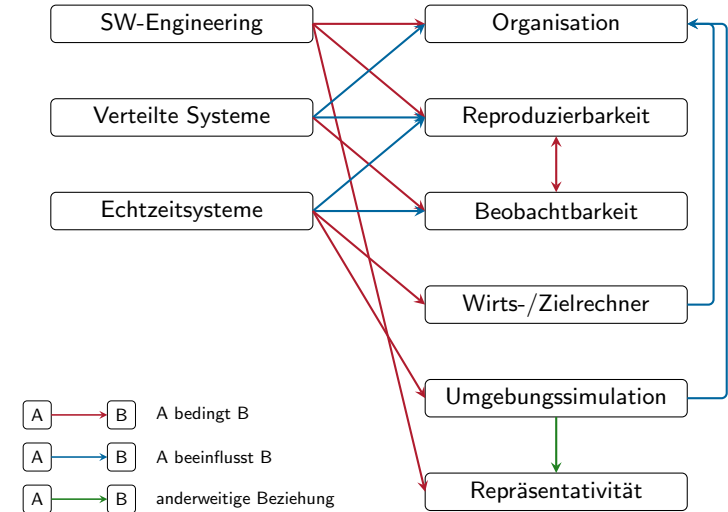 SW-Engineering
Organisation
Verteilte Systeme
Reproduzierbarkeit
Echtzeitsysteme
Beobachtbarkeit
Wirts-/Zielrechner
Umgebungssimulation
Repräsentativität
A B A bedingt B
A B A beeinflusst B
A B anderweitige Beziehung